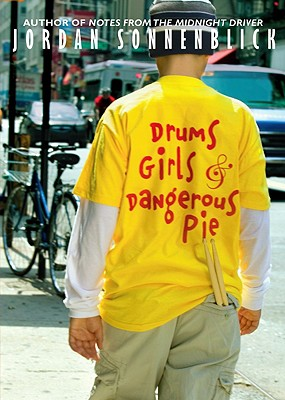 AUTHOR OF NOTES FROM THE MIDNIGHT DRIVER
JORDAN SONNENBLICK
DRUMS
GiRLS &
DANGEROUS
PiE